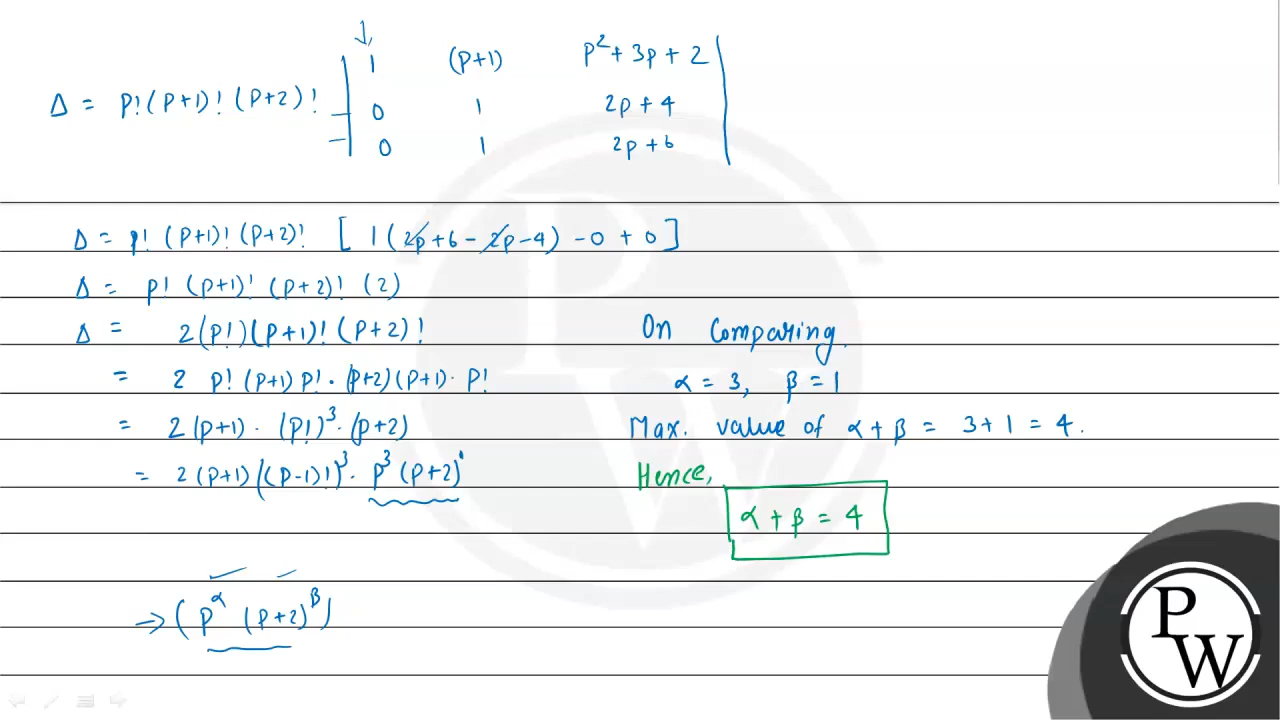 ↓
1 (p+1) p²+3p+2
Δ = p!(p+1)!(p+2)! 0 1 2p+4
0 1 2p+6
Δ = p! (p+1)! (p+2)! [ 1(2p+6-2p-4) -0 + 0 ]
Δ = p! (p+1)! (p+2)! (2)
Δ = 2(p!)(p+1)!(p+2)!
= 2 p! (p+1) p! · (p+2)(p+1) · p!
= 2(p+1) · (p!)³ · (p+2)
= 2(p+1)((p-1)!)³ · p³ (p+2)¹
→ (p^α (p+2)^β)
On Comparing.
α = 3, β = 1
Max. value of α + β = 3+1 = 4.
Hence,
α + β = 4
PW